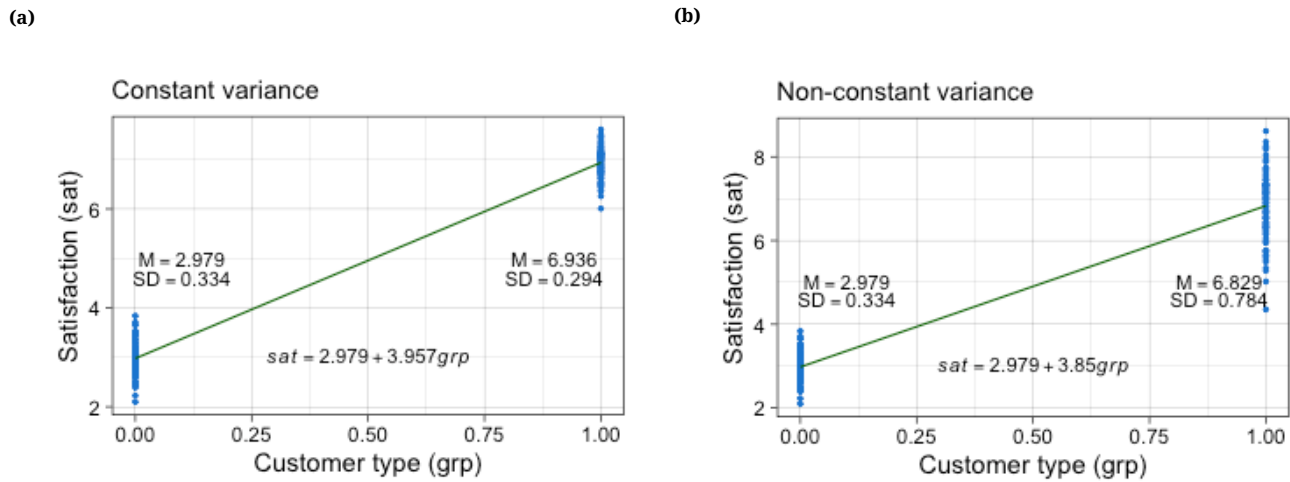 (a)
Constant variance
Satisfaction (sat)
6
4
2
M = 2.979
SD = 0.334
M = 6.936
SD = 0.294
sat = 2.979 + 3.957grp
0.00 0.25 0.50 0.75 1.00
Customer type (grp)
(b)
Non-constant variance
Satisfaction (sat)
8
6
4
2
M = 2.979
SD = 0.334
M = 6.829
SD = 0.784
sat = 2.979 + 3.85grp
0.00 0.25 0.50 0.75 1.00
Customer type (grp)